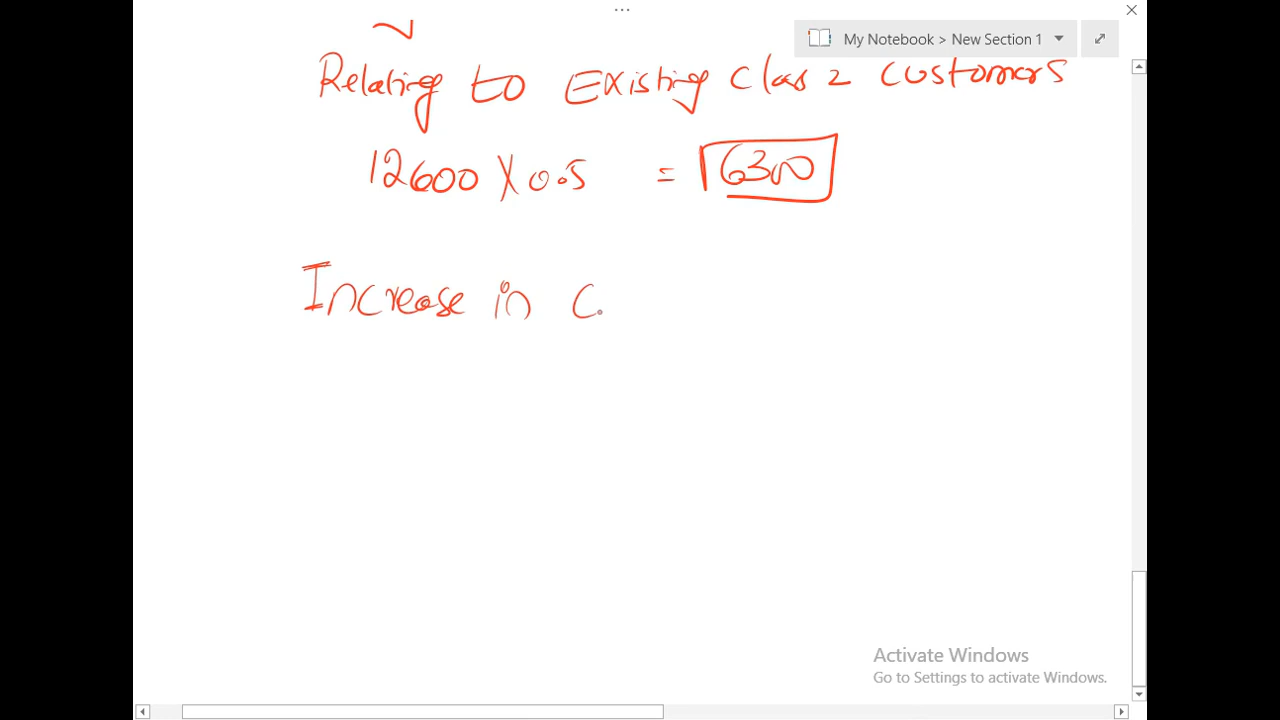 ...
My Notebook > New Section 1
Relating to Existing Class 2 customers
12600 X 0.5 = 6300
Increase in C
Activate Windows
Go to Settings to activate Windows.